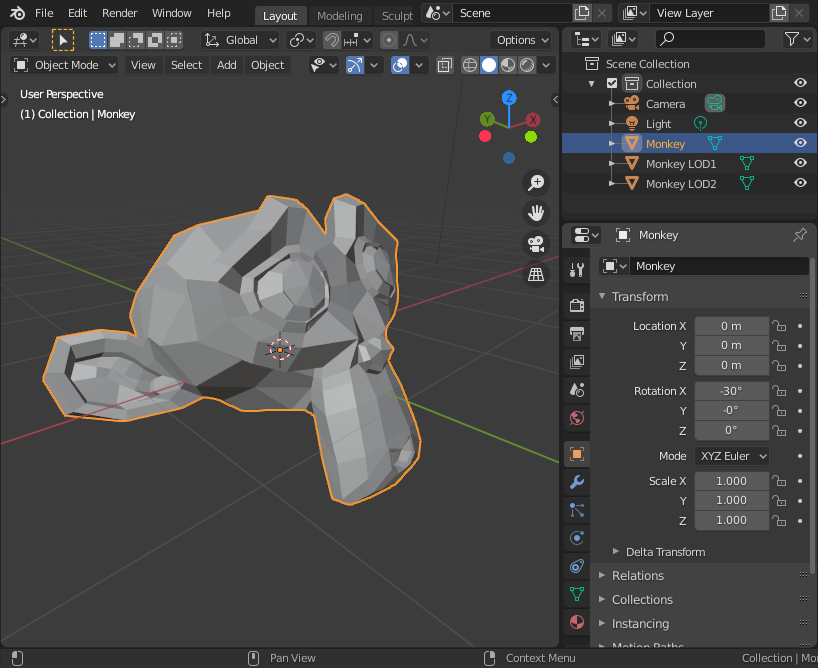 File Edit Render Window Help Layout Modeling Sculpt Scene View Layer
Global Options
Object Mode View Select Add Object
User Perspective
(1) Collection | Monkey
Z
Y
X
Scene Collection
Collection
Camera
Light
Monkey
Monkey LOD1
Monkey LOD2
Monkey
Monkey
Transform
Location X 0 m
Y 0 m
Z 0 m
Rotation X -30°
Y -0°
Z 0°
Mode XYZ Euler
Scale X 1.000
Y 1.000
Z 1.000
Delta Transform
Relations
Collections
Instancing
Motion Paths
Pan View Context Menu Collection | Mo